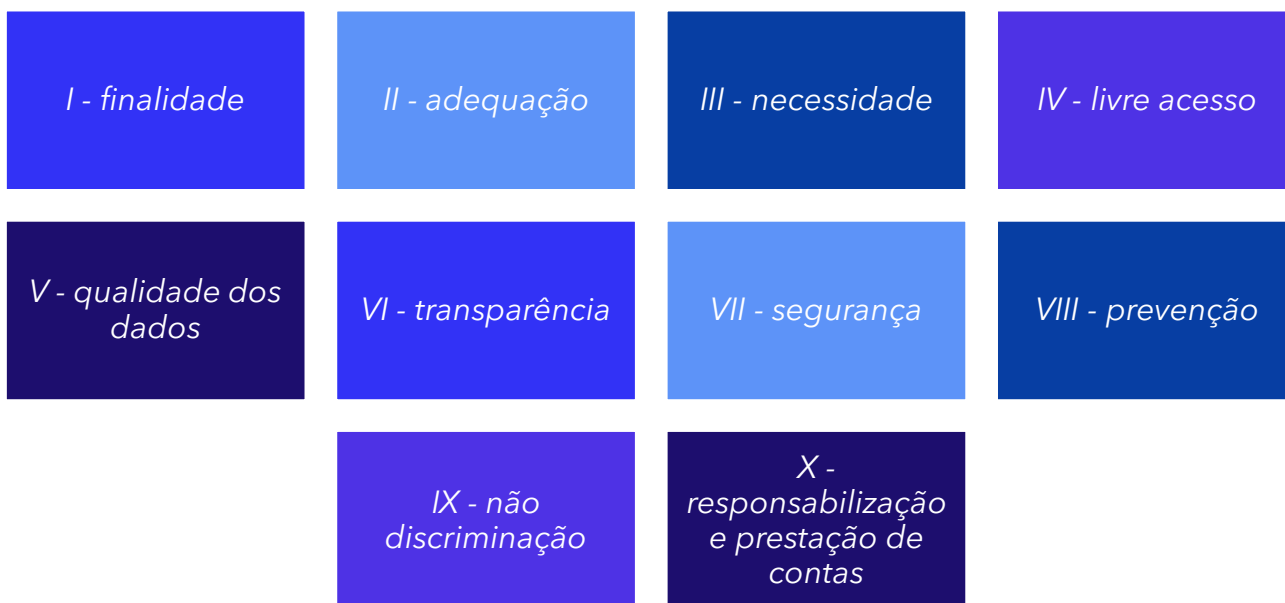 I - finalidade
II - adequação
III - necessidade
IV - livre acesso
V - qualidade dos
dados
VI - transparência
VII - segurança
VIII - prevenção
IX - não
discriminação
X -
responsabilização
e prestação de
contas